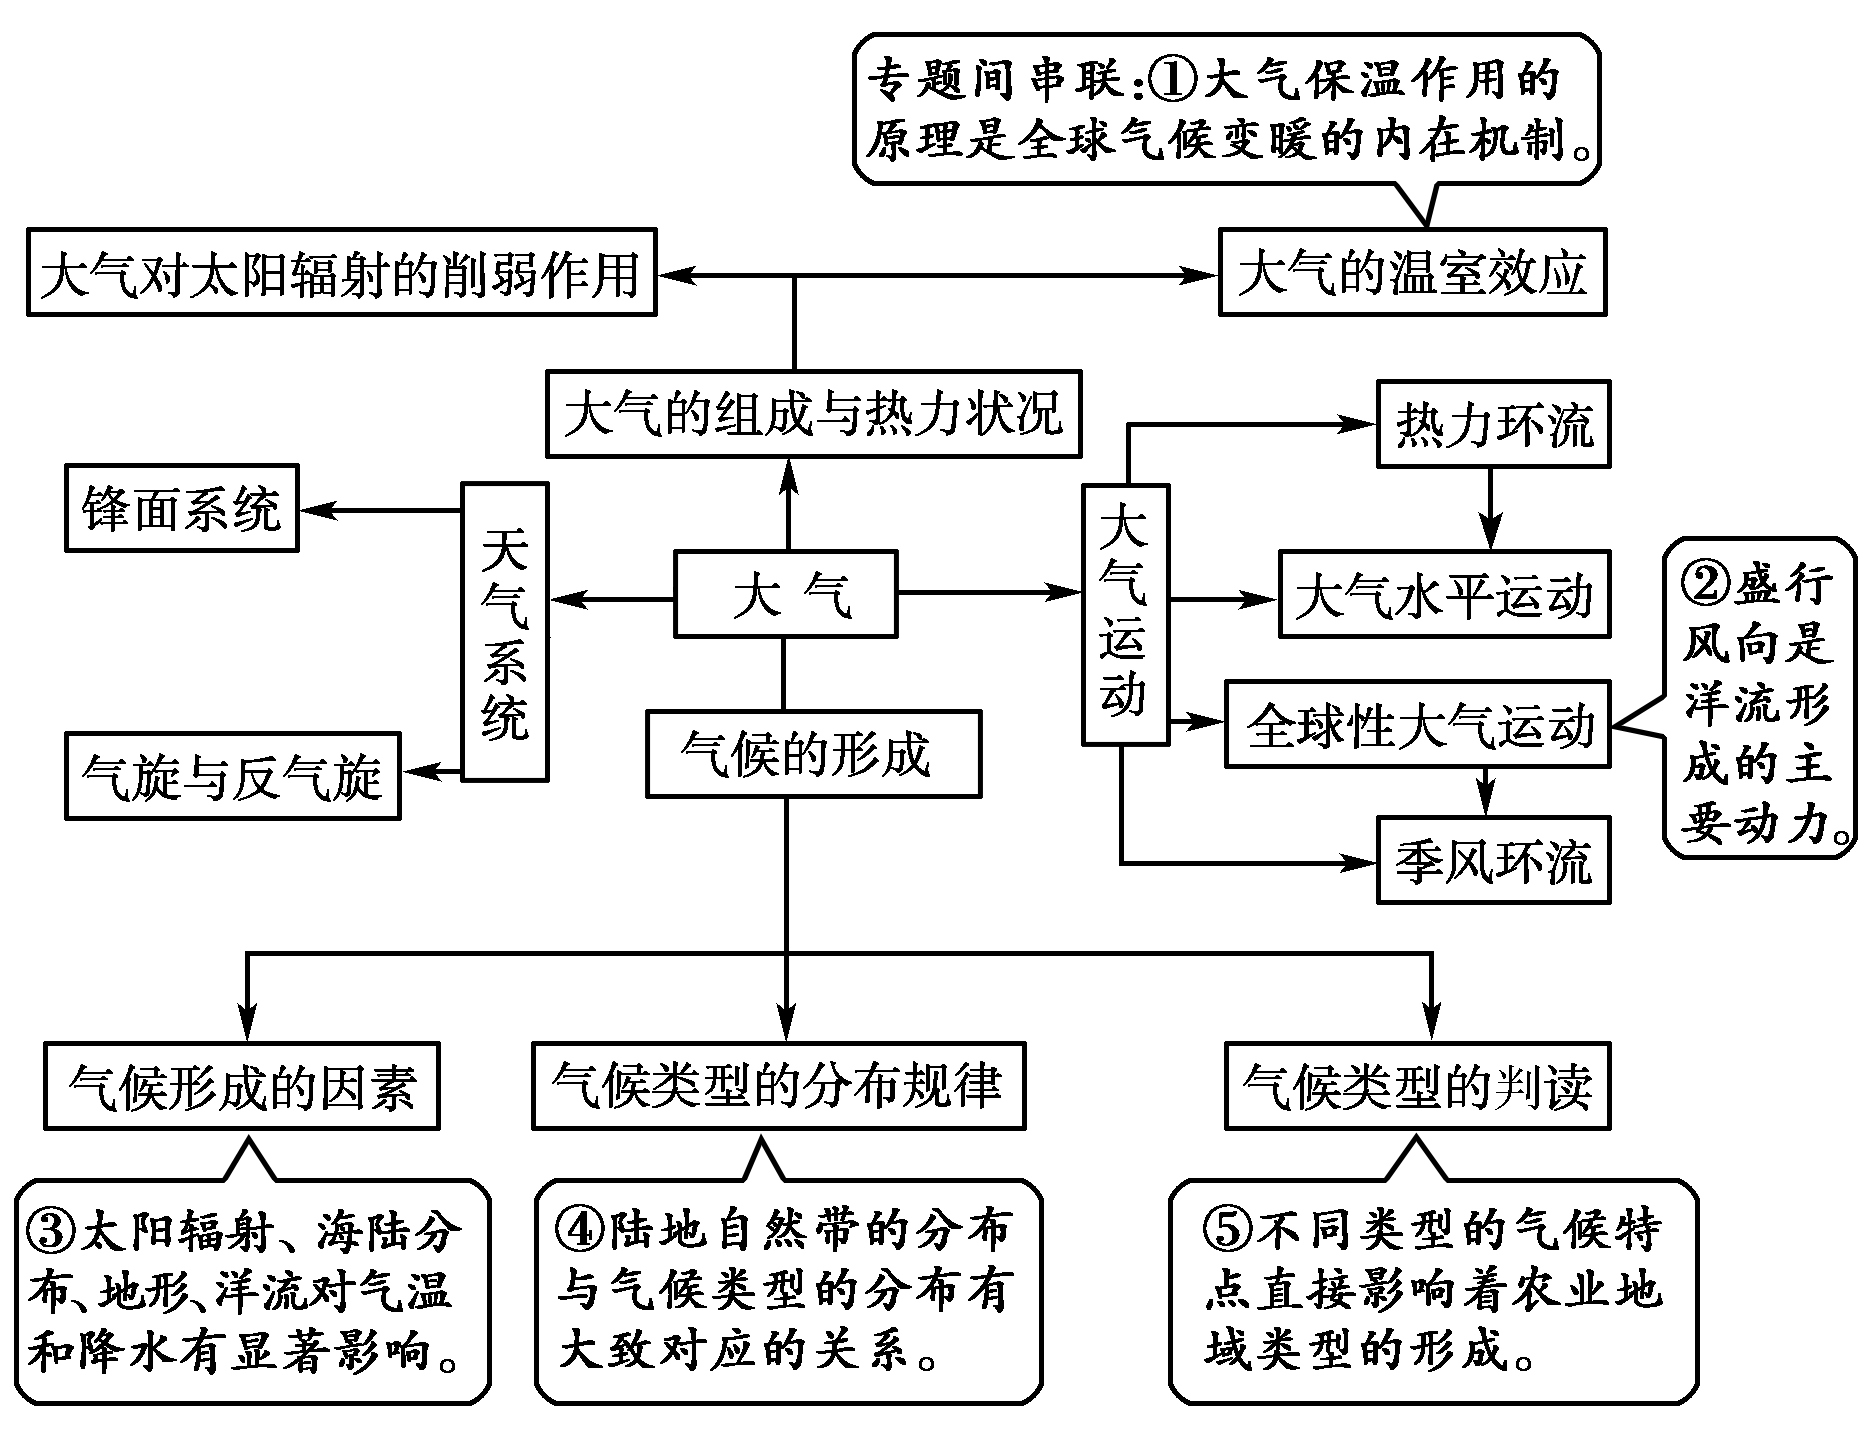 专题间串联:①大气保温作用的
原理是全球气候变暖的内在机制。
大气对太阳辐射的削弱作用
大气的温室效应
大气的组成与热力状况
热力环流
锋面系统
天气系统
大气
大气运动
大气水平运动
②盛行
风向是
洋流形
成的主
要动力。
全球性大气运动
气候的形成
气旋与反气旋
季风环流
气候形成的因素
气候类型的分布规律
气候类型的判读
③太阳辐射、海陆分
布、地形、洋流对气温
和降水有显著影响。
④陆地自然带的分布
与气候类型的分布有
大致对应的关系。
⑤不同类型的气候特
点直接影响着农业地
域类型的形成。